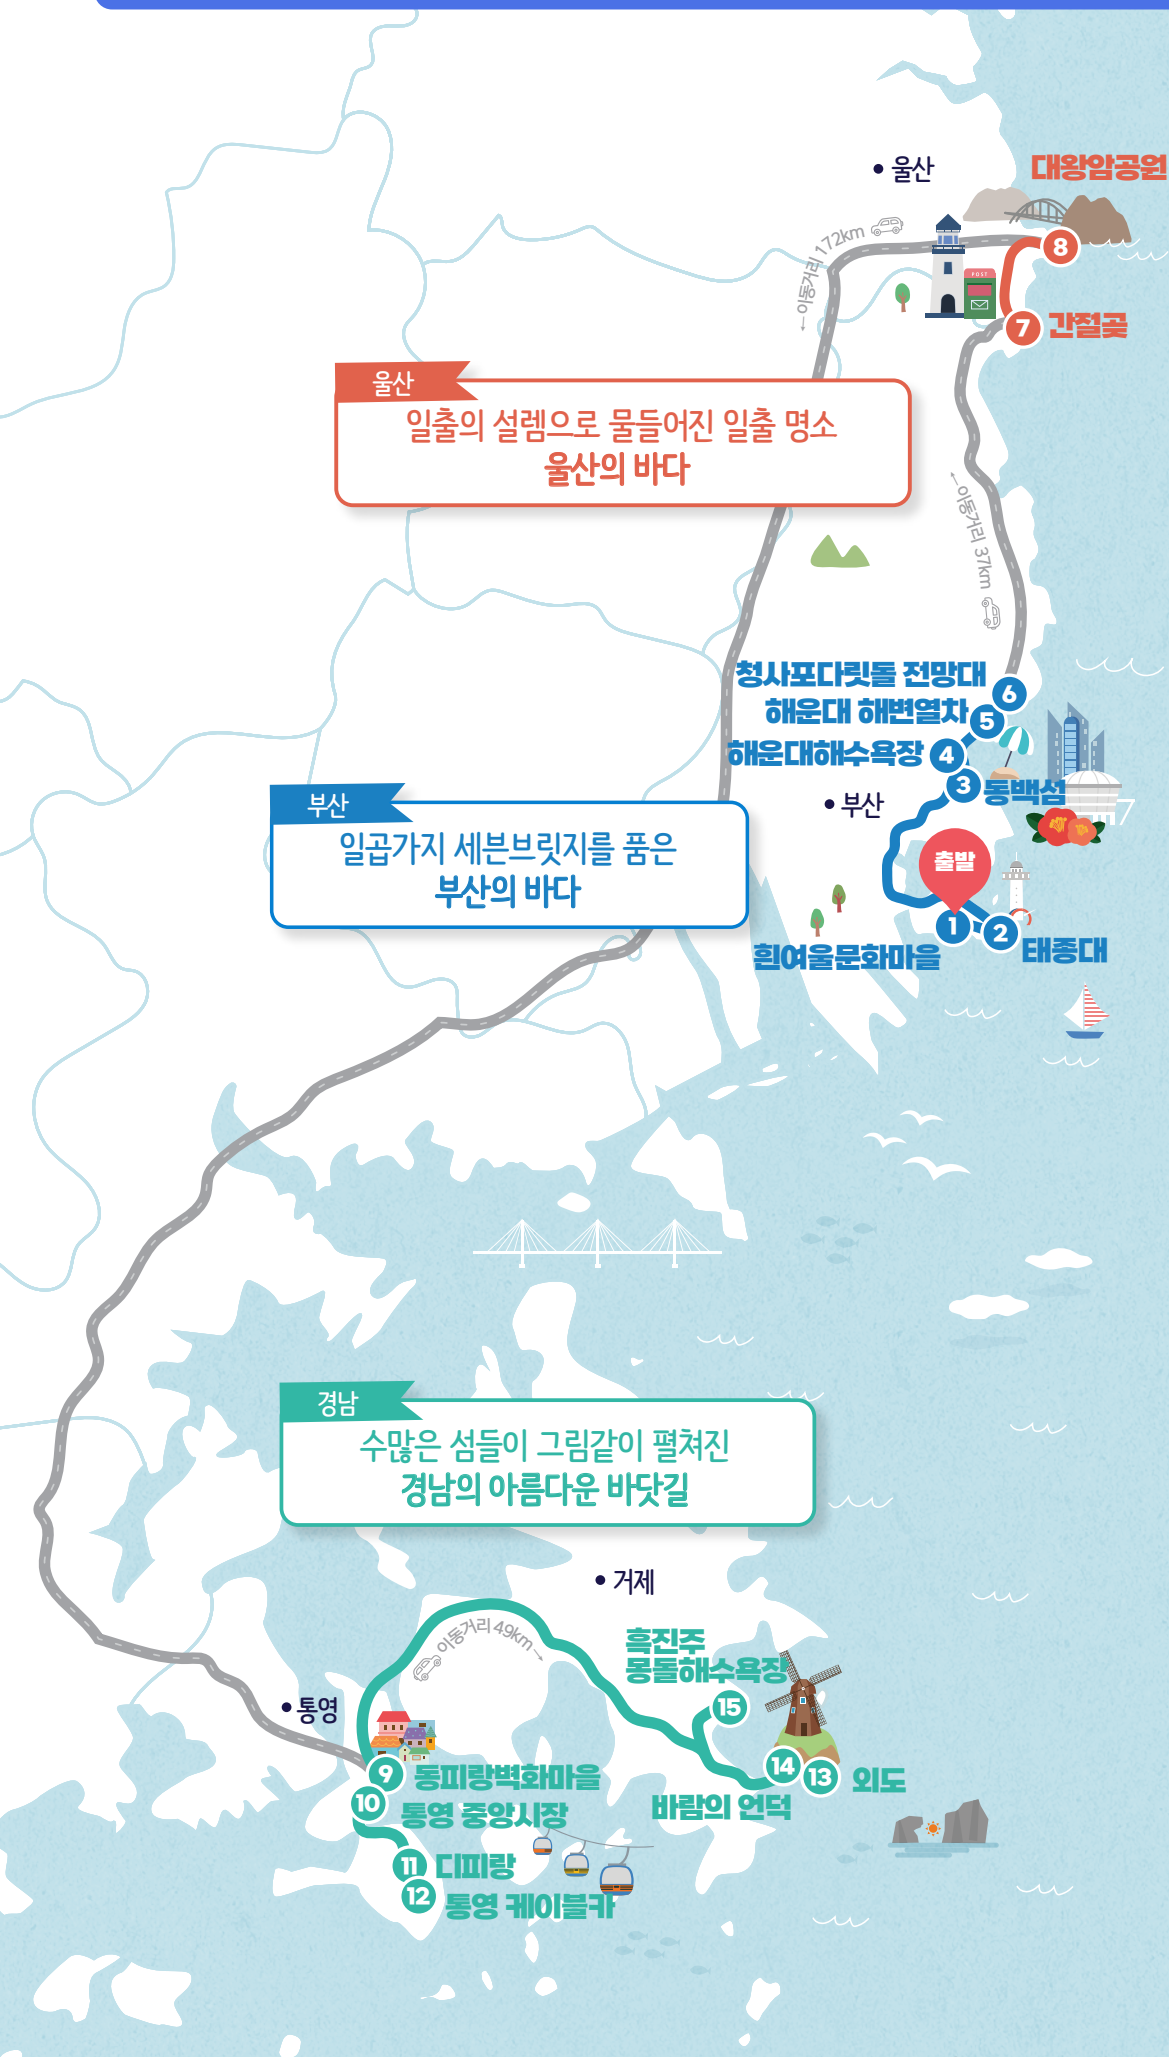 울산
대왕암공원
8
← 이동거리 172km
POST
7
간절곶
울산
일출의 설렘으로 물들어진 일출 명소
울산의 바다
← 이동거리 37km
청사포다릿돌 전망대
6
해운대 해변열차
5
해운대해수욕장
4
3
동백섬
부산
부산
일곱가지 세븐브릿지를 품은
부산의 바다
출발
1
2
흰여울문화마을
태종대
경남
수많은 섬들이 그림같이 펼쳐진
경남의 아름다운 바닷길
거제
이동거리 49km →
흑진주
몽돌해수욕장
15
통영
14
13
외도
바람의 언덕
9
동피랑벽화마을
10
통영 중앙시장
11
디피랑
12
통영 케이블카